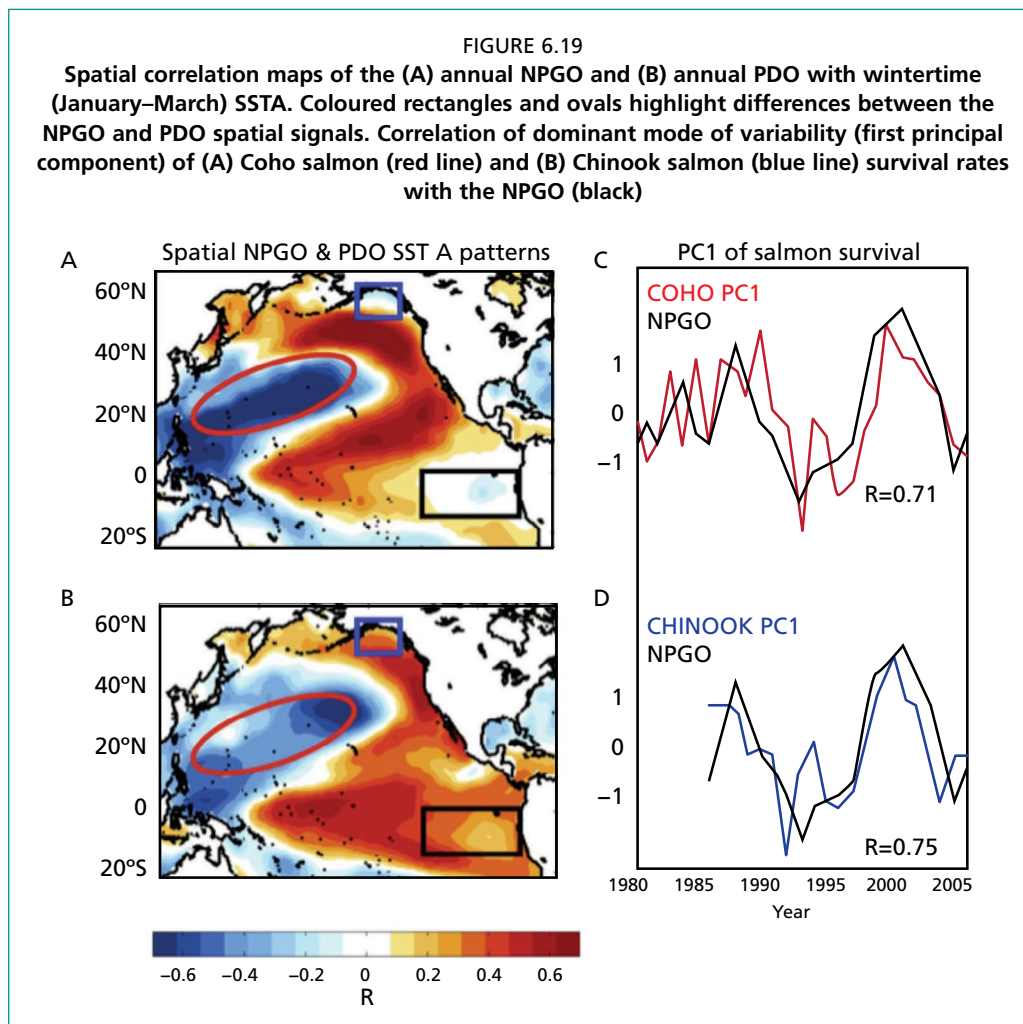 FIGURE 6.19
Spatial correlation maps of the (A) annual NPGO and (B) annual PDO with wintertime
(January–March) SSTA. Coloured rectangles and ovals highlight differences between the
NPGO and PDO spatial signals. Correlation of dominant mode of variability (first principal
component) of (A) Coho salmon (red line) and (B) Chinook salmon (blue line) survival rates
with the NPGO (black)
A
Spatial NPGO & PDO SST A patterns
60ºN
40ºN
20ºN
0
20ºS
B
60ºN
40ºN
20ºN
0
20ºS
−0.6 −0.4 −0.2 0 0.2 0.4 0.6
R
C
PC1 of salmon survival
COHO PC1
NPGO
1
0
−1
R=0.71
D
CHINOOK PC1
NPGO
1
0
−1
R=0.75
1980 1985 1990 1995 2000 2005
Year